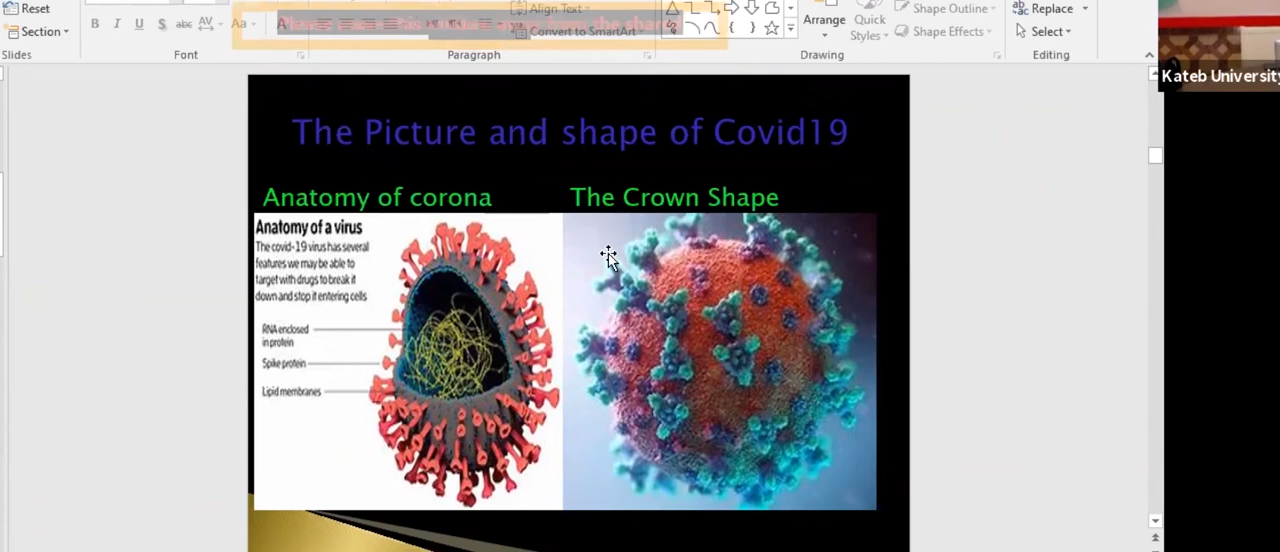 Reset
Align Text
Arrange
Quick
Styles
Shape Outline
Replace
Section
B I U S abc AV Aa A
Convert to SmartArt
Shape Effects
Select
Slides
Font
Paragraph
Drawing
Editing
Kateb University
The Picture and shape of Covid19
Anatomy of corona
The Crown Shape
Anatomy of a virus
The covid-19 virus has several
features we may be able to
target with drugs to break it
down and stop it entering cells
RNA enclosed
in protein
Spike protein
Lipid membranes